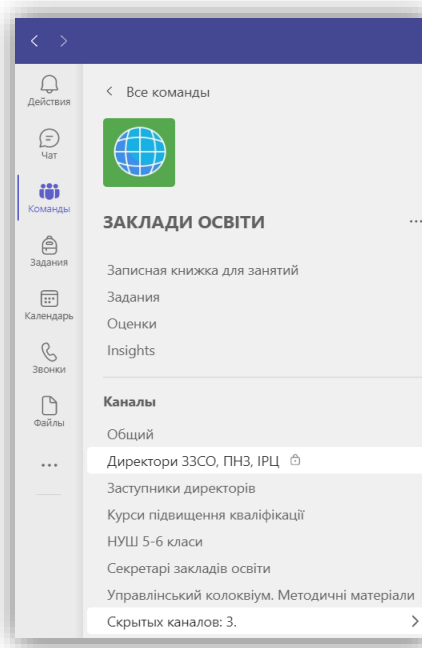 Действия
Чат
Команды
Задания
Календарь
Звонки
Файлы
Все команды
ЗАКЛАДИ ОСВІТИ
Записная книжка для занятий
Задания
Оценки
Insights
Каналы
Общий
Директори ЗЗСО, ПНЗ, ІРЦ
Заступники директорів
Курси підвищення кваліфікації
НУШ 5-6 класи
Секретарі закладів освіти
Управлінський колоквіум. Методичні матеріали
Скрытых каналов: 3.